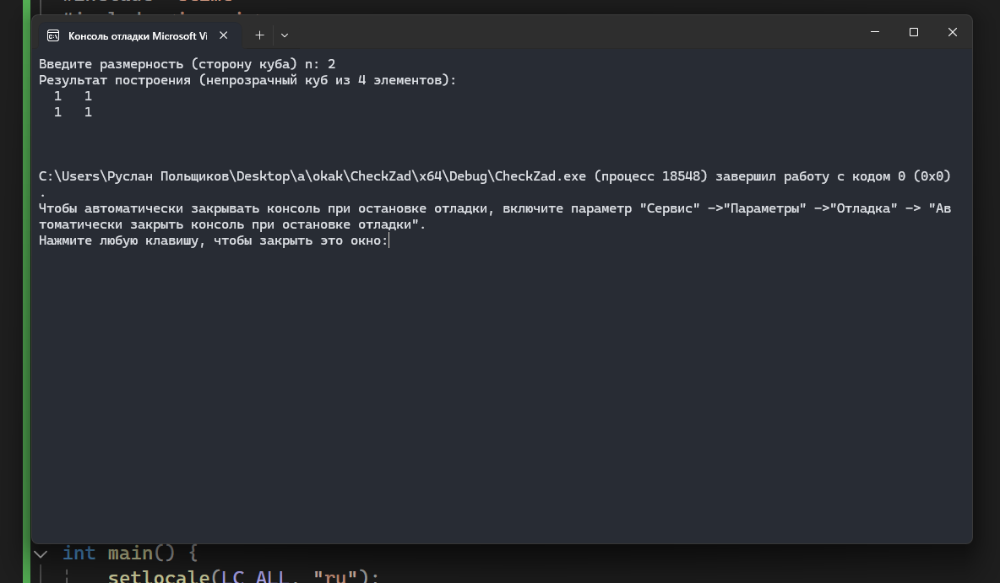 Консоль отладки Microsoft Vi
Введите размерность (сторону куба) n: 2
Результат построения (непрозрачный куб из 4 элементов):
1 1
1 1
C:\Users\Руслан Польщиков\Desktop\a\okak\CheckZad\x64\Debug\CheckZad.exe (процесс 18548) завершил работу с кодом 0 (0x0)
.
Чтобы автоматически закрывать консоль при остановке отладки, включите параметр "Сервис" ->"Параметры" ->"Отладка" -> "Ав
томатически закрыть консоль при остановке отладки".
Нажмите любую клавишу, чтобы закрыть это окно:
int main() {
setlocale(LC_ALL, "ru");